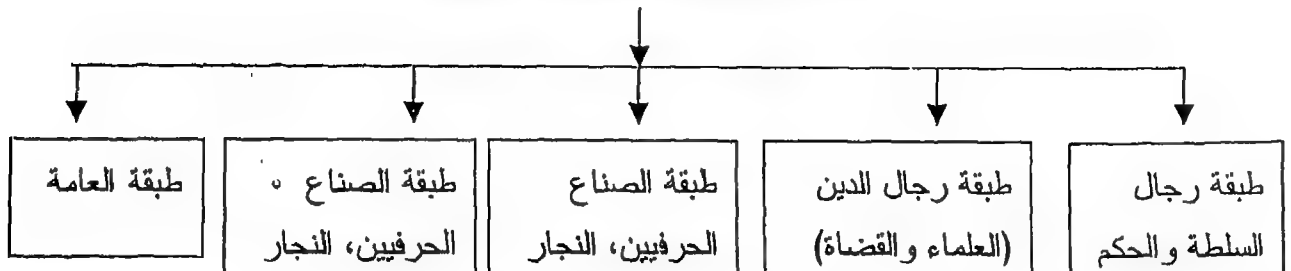 طبقة رجال
السلطة والحكم
طبقة رجال الدين
(العلماء والقضاة)
طبقة الصناع
الحرفيين، النجار
طبقة الصناع
الحرفيين، النجار
طبقة العامة